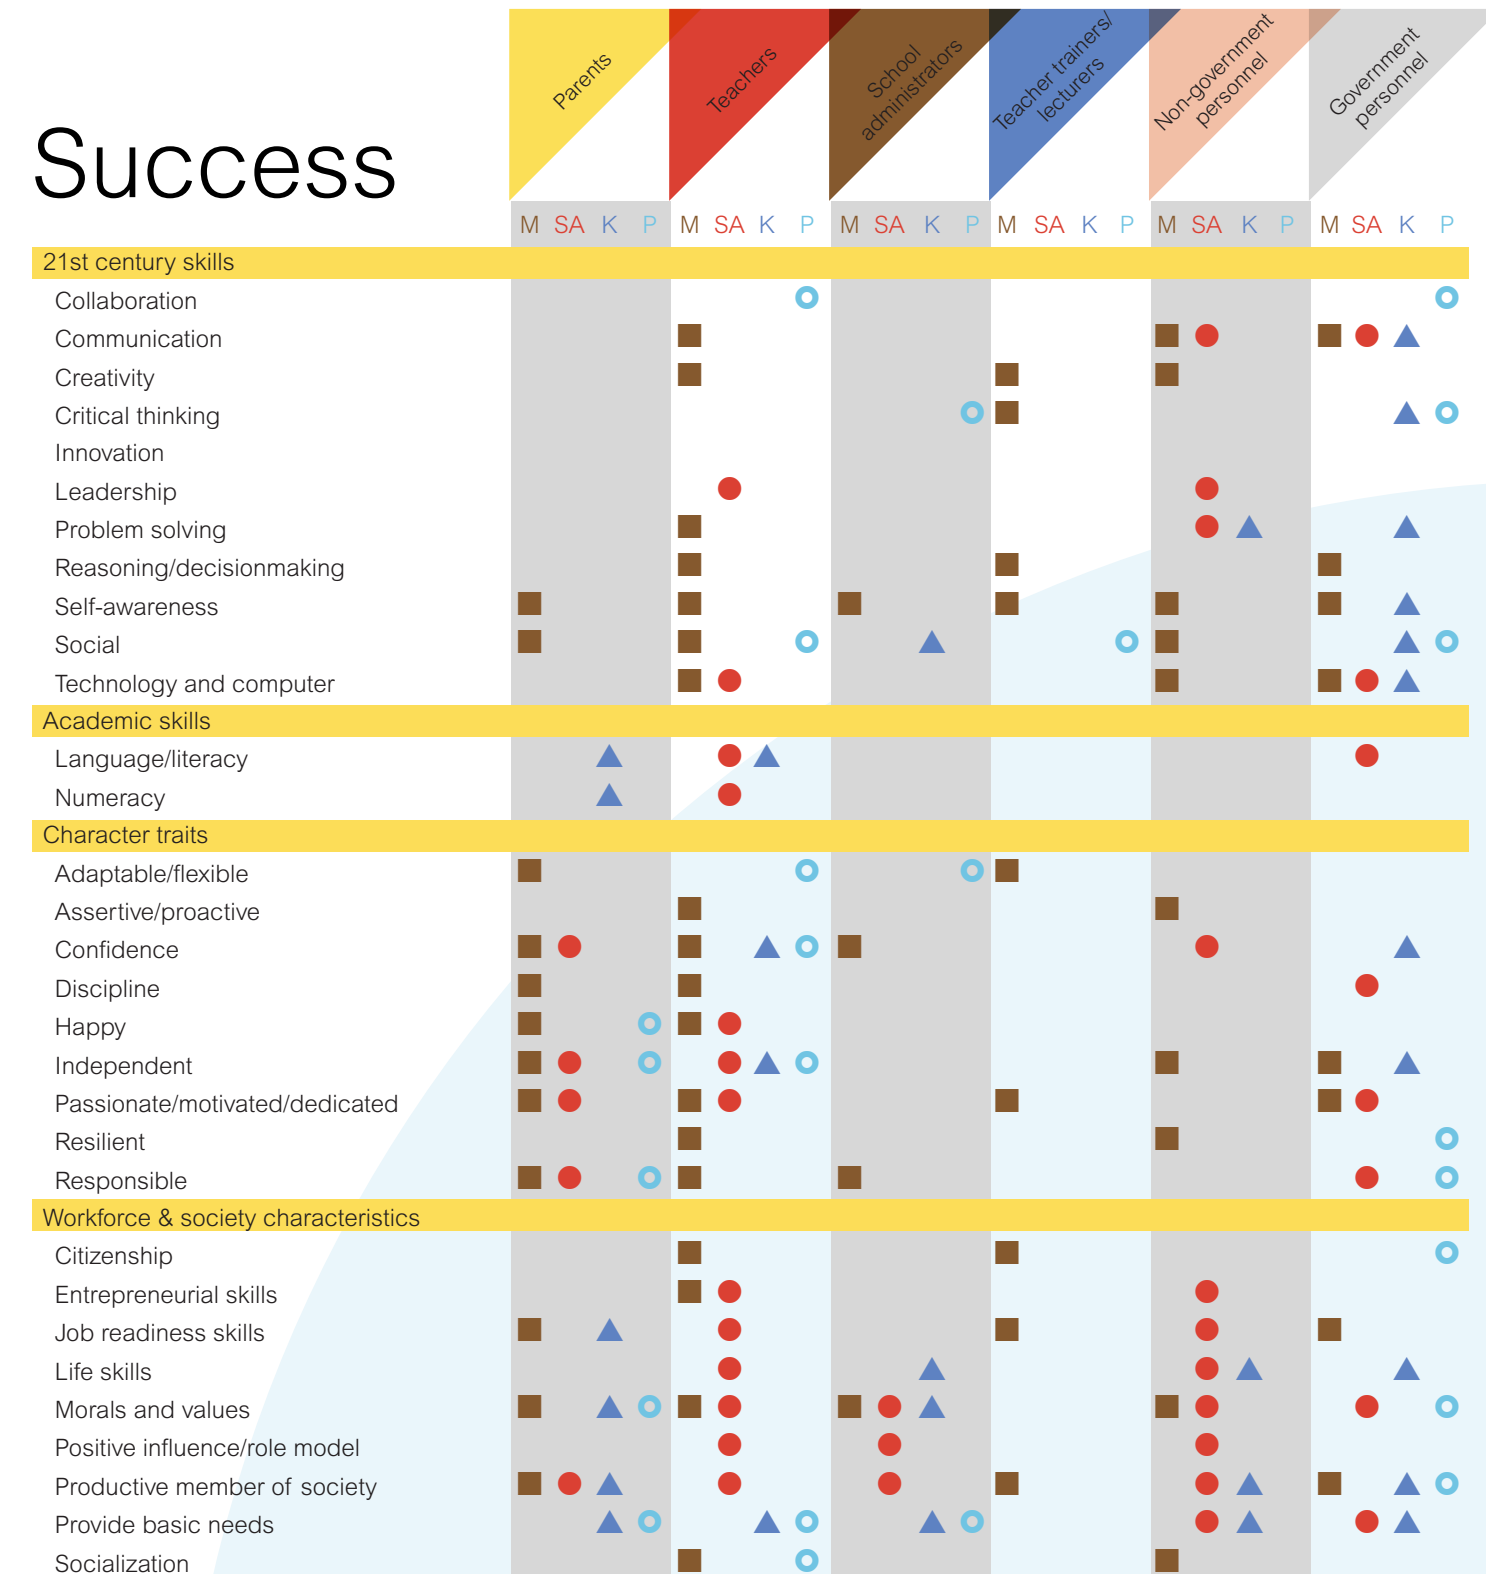 Success
Parents
Teachers
School
administrators
Teacher trainers/
lecturers
Non-government
personnel
Government
personnel
M SA K P M SA K P M SA K P M SA K P M SA K P M SA K P
21st century skills
Collaboration
Communication
Creativity
Critical thinking
Innovation
Leadership
Problem solving
Reasoning/decisionmaking
Self-awareness
Social
Technology and computer
Academic skills
Language/literacy
Numeracy
Character traits
Adaptable/flexible
Assertive/proactive
Confidence
Discipline
Happy
Independent
Passionate/motivated/dedicated
Resilient
Responsible
Workforce & society characteristics
Citizenship
Entrepreneurial skills
Job readiness skills
Life skills
Morals and values
Positive influence/role model
Productive member of society
Provide basic needs
Socialization